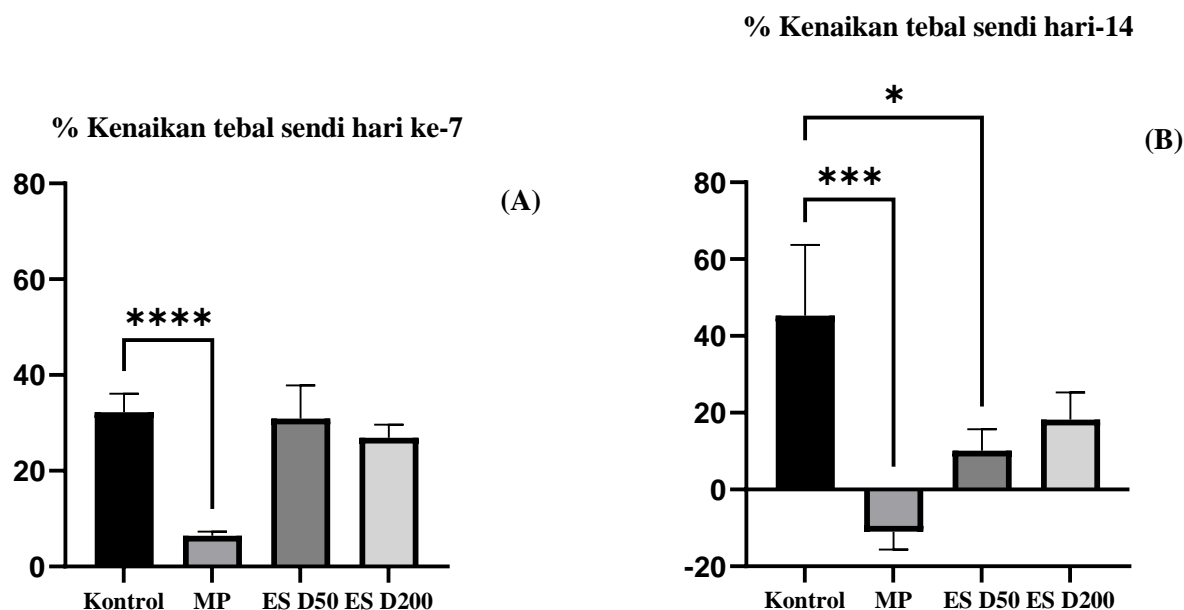 % Kenaikan tebal sendi hari ke-7
(A)
80
60
40
20
0
****
Kontrol MP ES D50 ES D200
% Kenaikan tebal sendi hari-14
(B)
80
60
40
20
0
-20
*
***
Kontrol MP ES D50 ES D200